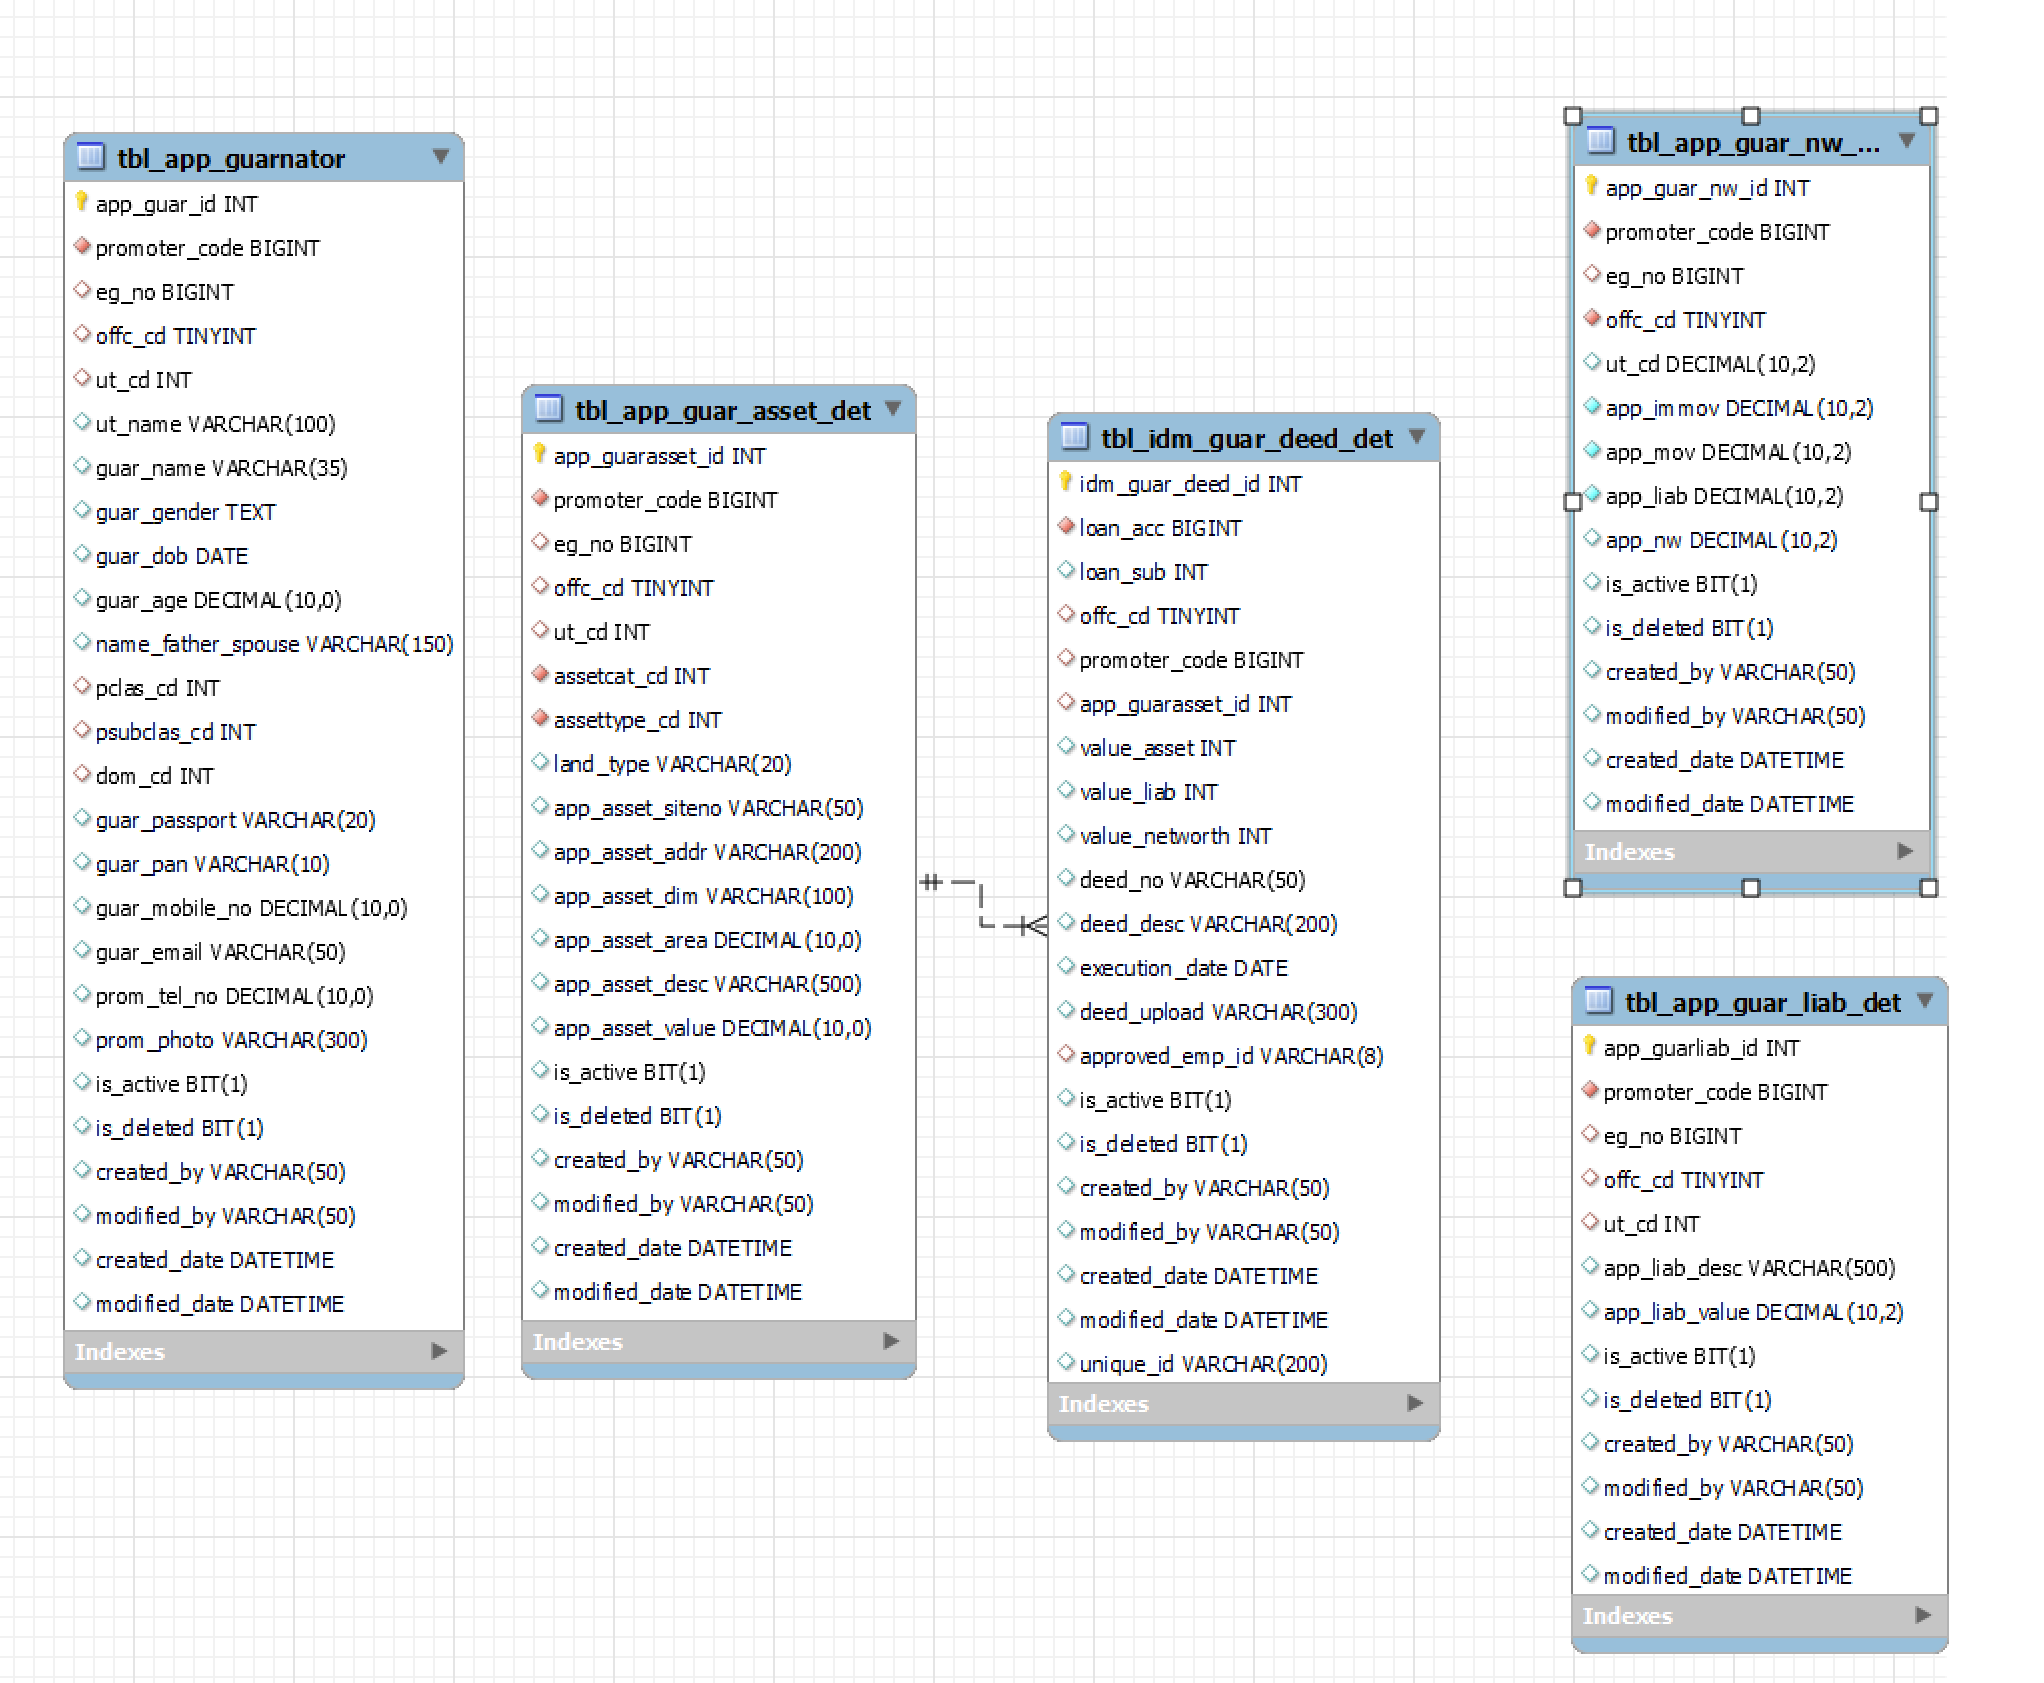 tbl_app_guarnator
app_guar_id INT
promoter_code BIGINT
eg_no BIGINT
offc_cd TINYINT
ut_cd INT
ut_name VARCHAR(100)
guar_name VARCHAR(35)
guar_gender TEXT
guar_dob DATE
guar_age DECIMAL(10,0)
name_father_spouse VARCHAR(150)
pclas_cd INT
psubclas_cd INT
dom_cd INT
guar_passport VARCHAR(20)
guar_pan VARCHAR(10)
guar_mobile_no DECIMAL(10,0)
guar_email VARCHAR(50)
prom_tel_no DECIMAL(10,0)
prom_photo VARCHAR(300)
is_active BIT(1)
is_deleted BIT(1)
created_by VARCHAR(50)
modified_by VARCHAR(50)
created_date DATETIME
modified_date DATETIME
Indexes
tbl_app_guar_asset_det
app_guarasset_id INT
promoter_code BIGINT
eg_no BIGINT
offc_cd TINYINT
ut_cd INT
assetcat_cd INT
assettype_cd INT
land_type VARCHAR(20)
app_asset_siteno VARCHAR(50)
app_asset_addr VARCHAR(200)
app_asset_dim VARCHAR(100)
app_asset_area DECIMAL(10,0)
app_asset_desc VARCHAR(500)
app_asset_value DECIMAL(10,0)
is_active BIT(1)
is_deleted BIT(1)
created_by VARCHAR(50)
modified_by VARCHAR(50)
created_date DATETIME
modified_date DATETIME
Indexes
tbl_idm_guar_deed_det
idm_guar_deed_id INT
loan_acc BIGINT
loan_sub INT
offc_cd TINYINT
promoter_code BIGINT
app_guarasset_id INT
value_asset INT
value_liab INT
value_networth INT
deed_no VARCHAR(50)
deed_desc VARCHAR(200)
execution_date DATE
deed_upload VARCHAR(300)
approved_emp_id VARCHAR(8)
is_active BIT(1)
is_deleted BIT(1)
created_by VARCHAR(50)
modified_by VARCHAR(50)
created_date DATETIME
modified_date DATETIME
unique_id VARCHAR(200)
Indexes
tbl_app_guar_nw_...
app_guar_nw_id INT
promoter_code BIGINT
eg_no BIGINT
offc_cd TINYINT
ut_cd DECIMAL(10,2)
app_immov DECIMAL(10,2)
app_mov DECIMAL(10,2)
app_liab DECIMAL(10,2)
app_nw DECIMAL(10,2)
is_active BIT(1)
is_deleted BIT(1)
created_by VARCHAR(50)
modified_by VARCHAR(50)
created_date DATETIME
modified_date DATETIME
Indexes
tbl_app_guar_liab_det
app_guarliab_id INT
promoter_code BIGINT
eg_no BIGINT
offc_cd TINYINT
ut_cd INT
app_liab_desc VARCHAR(500)
app_liab_value DECIMAL(10,2)
is_active BIT(1)
is_deleted BIT(1)
created_by VARCHAR(50)
modified_by VARCHAR(50)
created_date DATETIME
modified_date DATETIME
Indexes